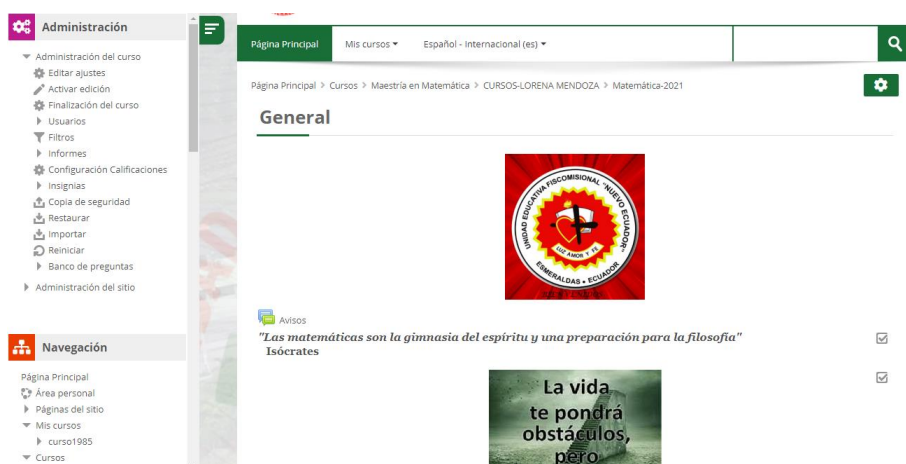 Administración
Administración del curso
Editar ajustes
Activar edición
Finalización del curso
Usuarios
Filtros
Informes
Configuración Calificaciones
Insignias
Copia de seguridad
Restaurar
Importar
Reiniciar
Banco de preguntas
Administración del sitio
Navegación
Página Principal
Área personal
Páginas del sitio
Mis cursos
curso1985
Cursos
Página Principal Mis cursos Español - Internacional (es)
Página Principal > Cursos > Maestría en Matemática > CURSOS-LORENA MENDOZA > Matemática-2021
General
UNIDAD EDUCATIVA FISCOMISIONAL "NUEVO ECUADOR"
LUZ AMOR Y FE
ESMERALDAS - ECUADOR
Avisos
"Las matemáticas son la gimnasia del espíritu y una preparación para la filosofía"
Isócrates
La vida
te pondrá
obstáculos,
pero